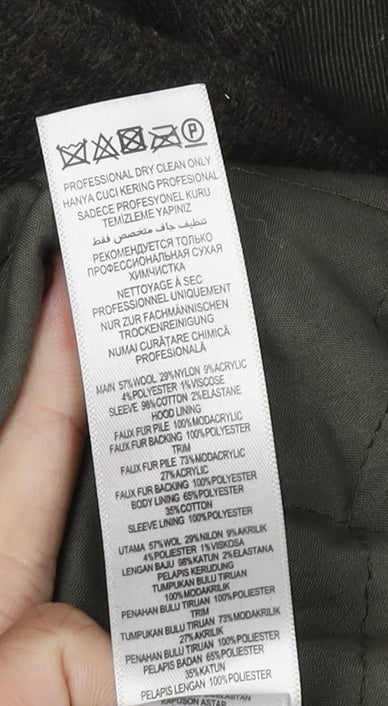 P
PROFESSIONAL DRY CLEAN ONLY
HANYA CUCI KERING PROFESIONAL
SADECE PROFESYONEL KURU
TEMİZLEME YAPINIZ
تنظيف جاف متخصص فقط
РЕКОМЕНДУЕТСЯ ТОЛЬКО
ПРОФЕССИОНАЛЬНАЯ СУХАЯ
ХИМЧИСТКА
NETTOYAGE À SEC
PROFESSIONNEL UNIQUEMENT
NUR ZUR FACHMÄNNISCHEN
TROCKENREINIGUNG
NUMAI CURĂȚARE CHIMICĂ
PROFESIONALĂ
MAIN 57%WOOL 29%NYLON 9%ACRYLIC
4%POLYESTER 1%VISCOSE
SLEEVE 98%COTTON 2%ELASTANE
HOOD LINING
FAUX FUR PILE 100%MODACRYLIC
FAUX FUR BACKING 100%POLYESTER
TRIM
FAUX FUR PILE 73%MODACRYLIC
27%ACRYLIC
FAUX FUR BACKING 100%POLYESTER
BODY LINING 65%POLYESTER
35%COTTON
SLEEVE LINING 100%POLYESTER
UTAMA 57%WOL 29%NILON 9%AKRILIK
4%POLIESTER 1%VISKOSA
LENGAN BAJU 98%KATUN 2%ELASTANA
PELAPIS KERUDUNG
TUMPUKAN BULU TIRUAN
100%MODAKRILIK
PENAHAN BULU TIRUAN 100%POLIESTER
TRIM
TUMPUKAN BULU TIRUAN 73%MODAKRILIK
27%AKRILIK
PENAHAN BULU TIRUAN 100%POLIESTER
PELAPIS BADAN 65%POLIESTER
35%KATUN
PELAPIS LENGAN 100%POLIESTER
KAPÜŞON ASTAR